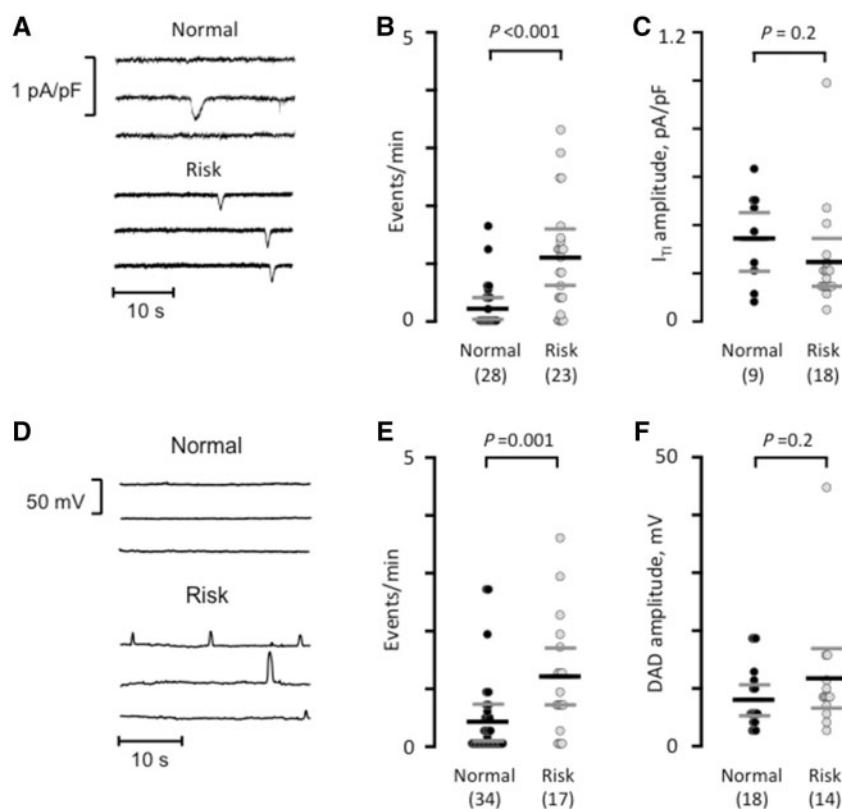 A
Normal
1 pA/pF
Risk
10 s
B
P <0.001
5
Events/min
0
Normal
(28)
Risk
(23)
C
P = 0.2
1.2
I_TI amplitude, pA/pF
0
Normal
(9)
Risk
(18)
D
Normal
50 mV
Risk
10 s
E
P =0.001
5
Events/min
0
Normal
(34)
Risk
(17)
F
P =0.2
50
DAD amplitude, mV
0
Normal
(18)
Risk
(14)